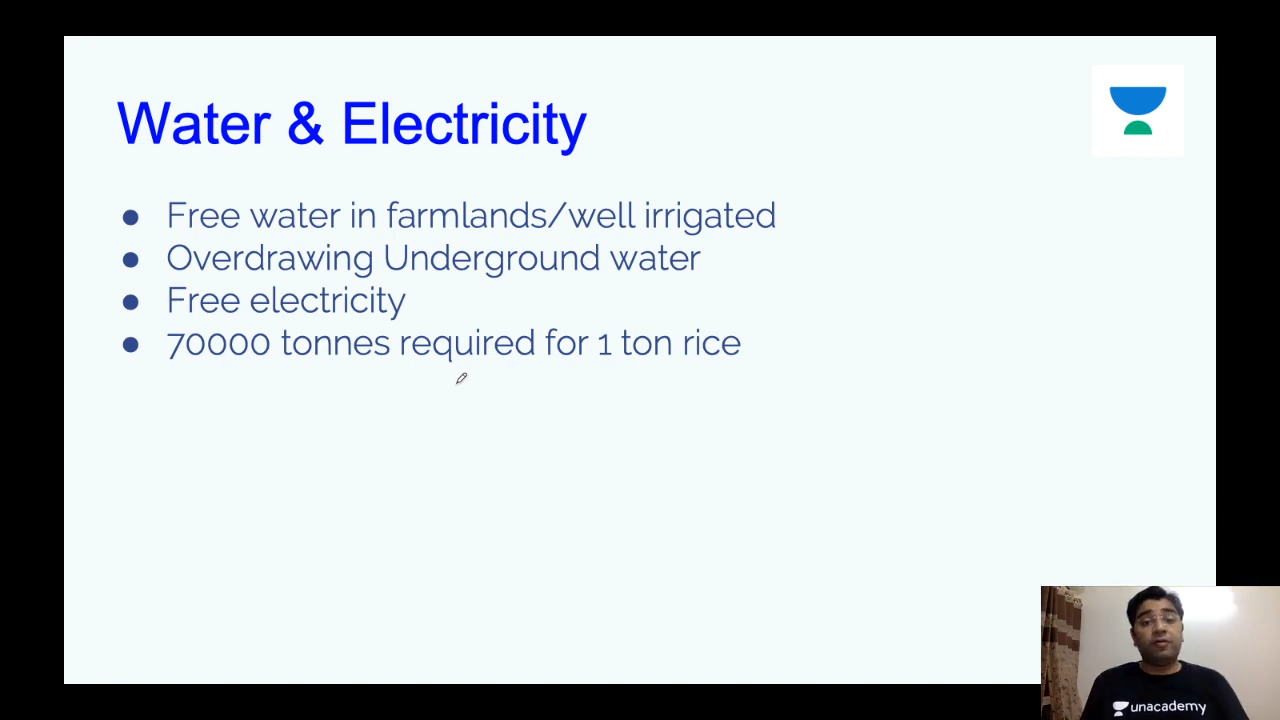 Water & Electricity
● Free water in farmlands/well irrigated
● Overdrawing Underground water
● Free electricity
● 70000 tonnes required for 1 ton rice
unacademy